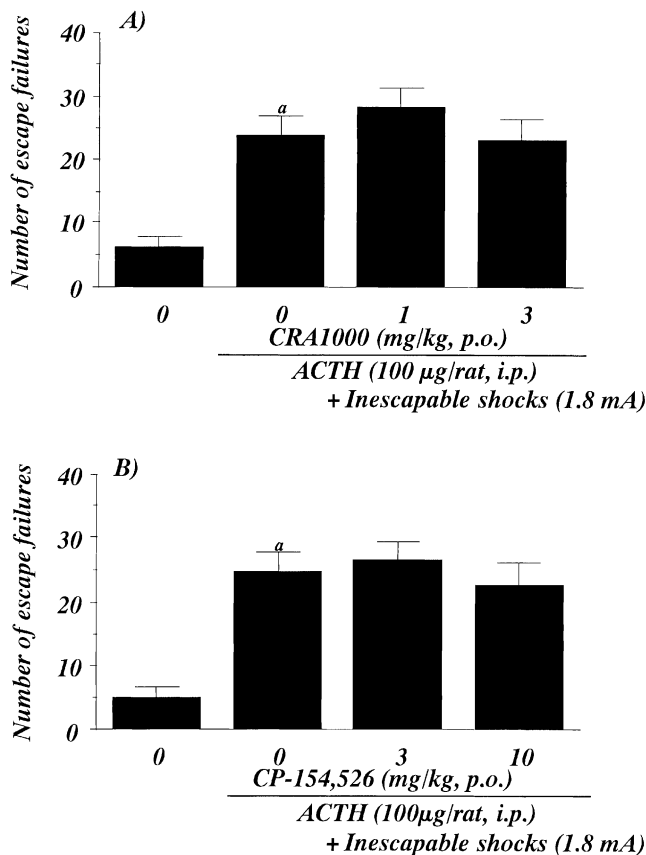 A)
Number of escape failures
40
30
20
10
0
a
0 0 1 3
CRA1000 (mg/kg, p.o.)
ACTH (100 µg/rat, i.p.)
+ Inescapable shocks (1.8 mA)
B)
Number of escape failures
40
30
20
10
0
a
0 0 3 10
CP-154,526 (mg/kg, p.o.)
ACTH (100µg/rat, i.p.)
+ Inescapable shocks (1.8 mA)